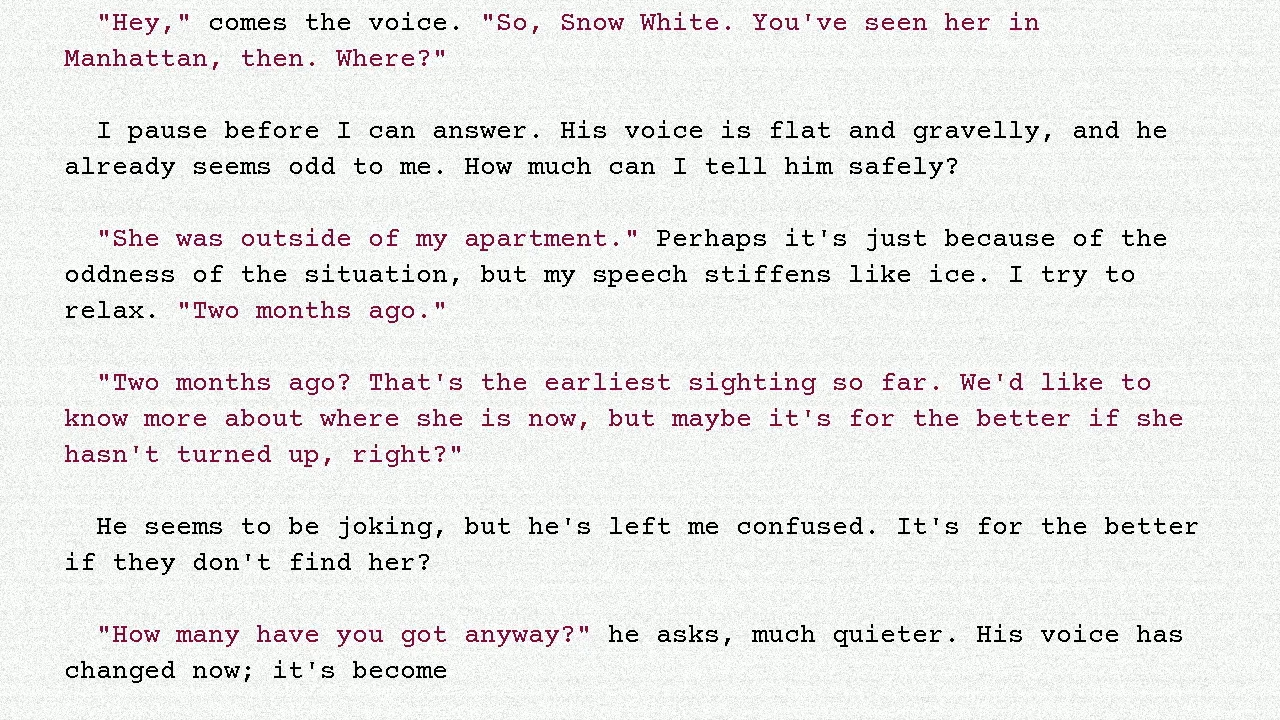 "Hey," comes the voice. "So, Snow White. You've seen her in
Manhattan, then. Where?"
I pause before I can answer. His voice is flat and gravelly, and he
already seems odd to me. How much can I tell him safely?
"She was outside of my apartment." Perhaps it's just because of the
oddness of the situation, but my speech stiffens like ice. I try to
relax. "Two months ago."
"Two months ago? That's the earliest sighting so far. We'd like to
know more about where she is now, but maybe it's for the better if she
hasn't turned up, right?"
He seems to be joking, but he's left me confused. It's for the better
if they don't find her?
"How many have you got anyway?" he asks, much quieter. His voice has
changed now; it's become